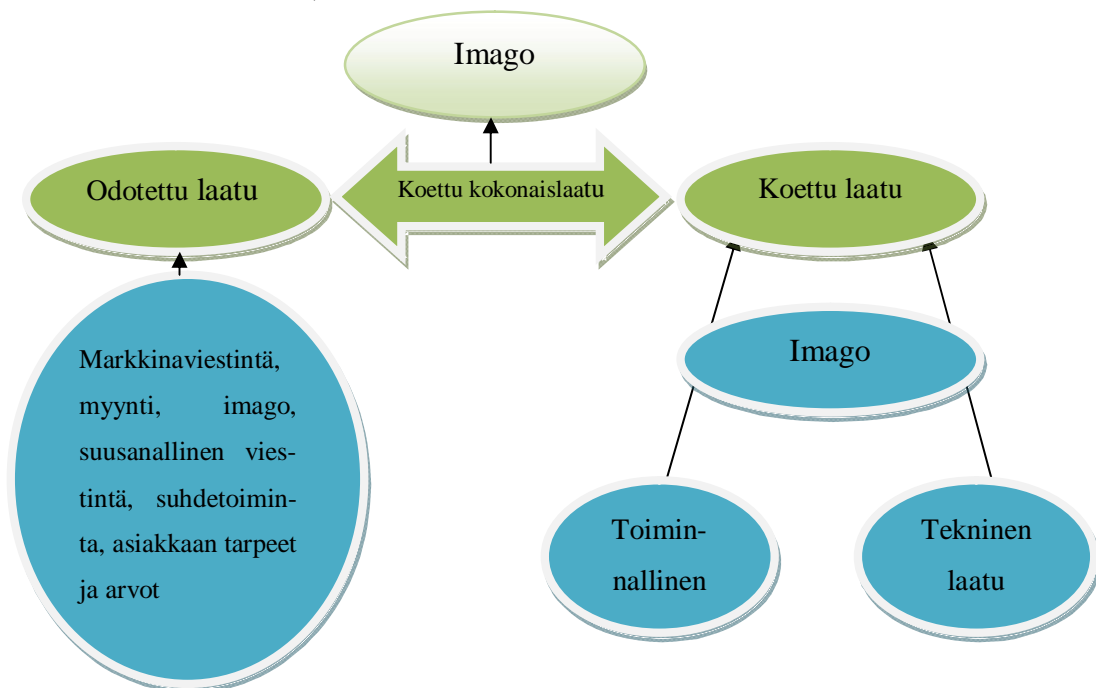 Imago
Odotettu laatu
Koettu kokonaislaatu
Koettu laatu
Markkinaviestintä,
myynti, imago,
suusanallinen vies-
tintä, suhdetoimin-
ta, asiakkaan tarpeet
ja arvot
Imago
Toimin-
nallinen
Tekninen
laatu